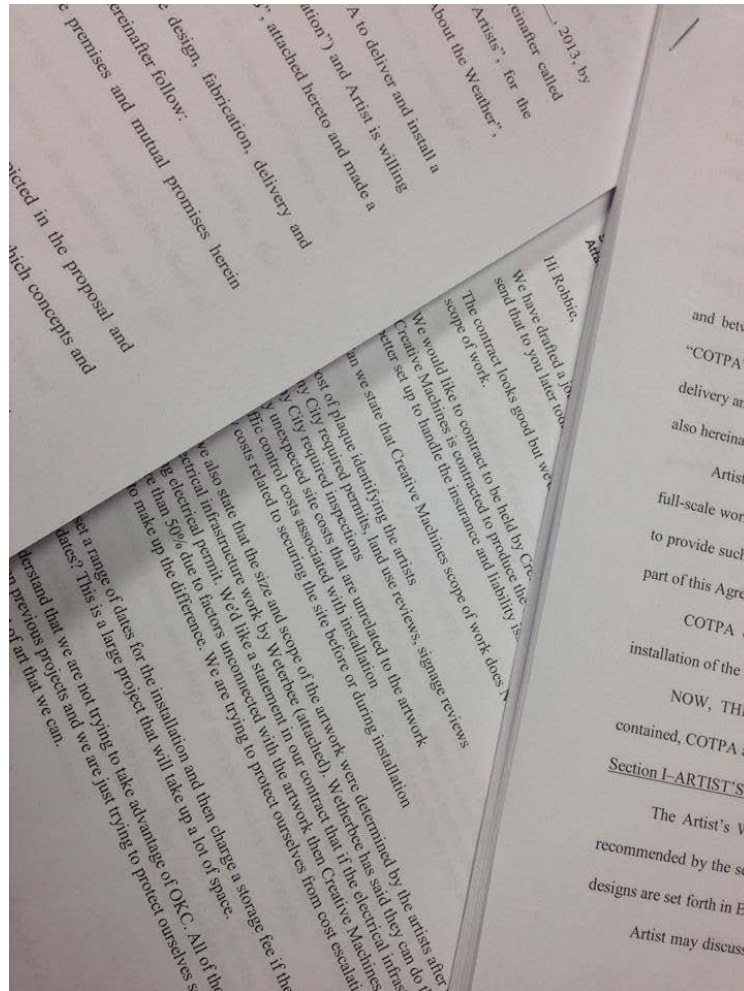 , 2013, by
reinafter called
Artists", for the
About the Weather",
A to deliver and install a
ation") and Artist is willing
", attached hereto and made a
e design, fabrication, delivery and
ereinafter follow:
e premises and mutual promises herein
picted in the proposal and
which concepts and
Hi Robbie,
We have drafted a
send that to you later
The contract looks good but
scope of work.
We would like to contract to be held by
Creative Machines is contracted to produce the
better set up to handle the insurance and liability is
an we state that Creative Machines scope of work does
ost of plaque identifying the artists
ny City required permits, land use reviews, signage reviews
ny City required inspections
y unexpected site costs that are unrelated to the artwork
ffic control costs associated with installation
costs related to securing the site before or during installation
ve also state that the size and scope of the artwork were determined by the artists after
ectrical infrastructure work by Weterbee (attached). Wetherbee has said they can do
ng electrical permit. We'd like a statement in our contract that if the electrical
re than 50% due to factors unconnected with the artwork then Creative Machines
to make up the difference. We are trying to protect ourselves from cost
set a range of dates for the installation and then charge a storage fee if the
dates? This is a large project that will take up a lot of space.
derstand that we are not trying to take advantage of OKC. All of the
n previous projects and we are just trying to protect ourselves
t of art that we can.
and betw
"COTPA"
delivery an
also hereina
Artist
full-scale wor
to provide such
part of this Agre
COTPA
installation of the
NOW, THE
contained, COTPA a
Section I–ARTIST'S
The Artist's W
recommended by the se
designs are set forth in E
Artist may discuss